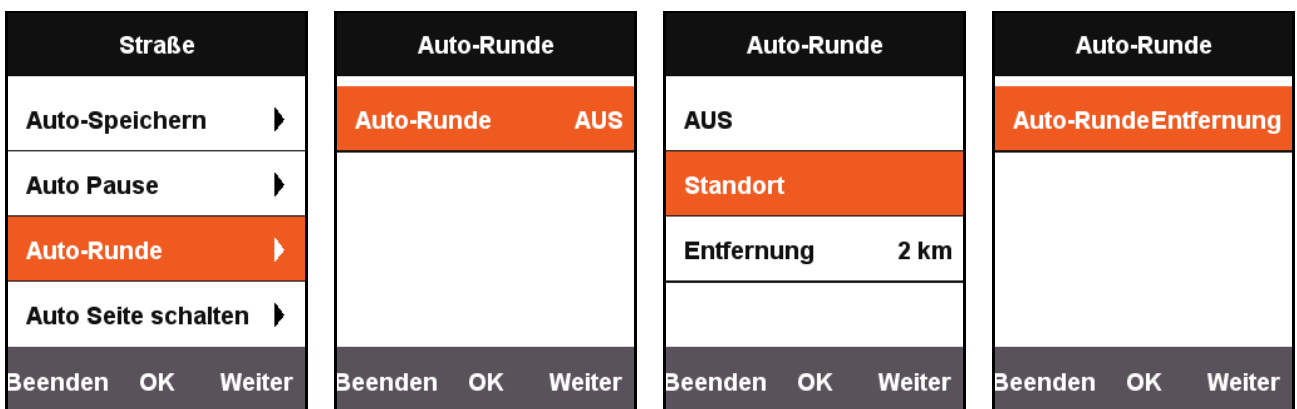 Straße
Auto-Speichern
Auto Pause
Auto-Runde
Auto Seite schalten
Beenden OK Weiter
Auto-Runde
Auto-Runde AUS
Beenden OK Weiter
Auto-Runde
AUS
Standort
Entfernung 2 km
Beenden OK Weiter
Auto-Runde
Auto-RundeEntfernung
Beenden OK Weiter